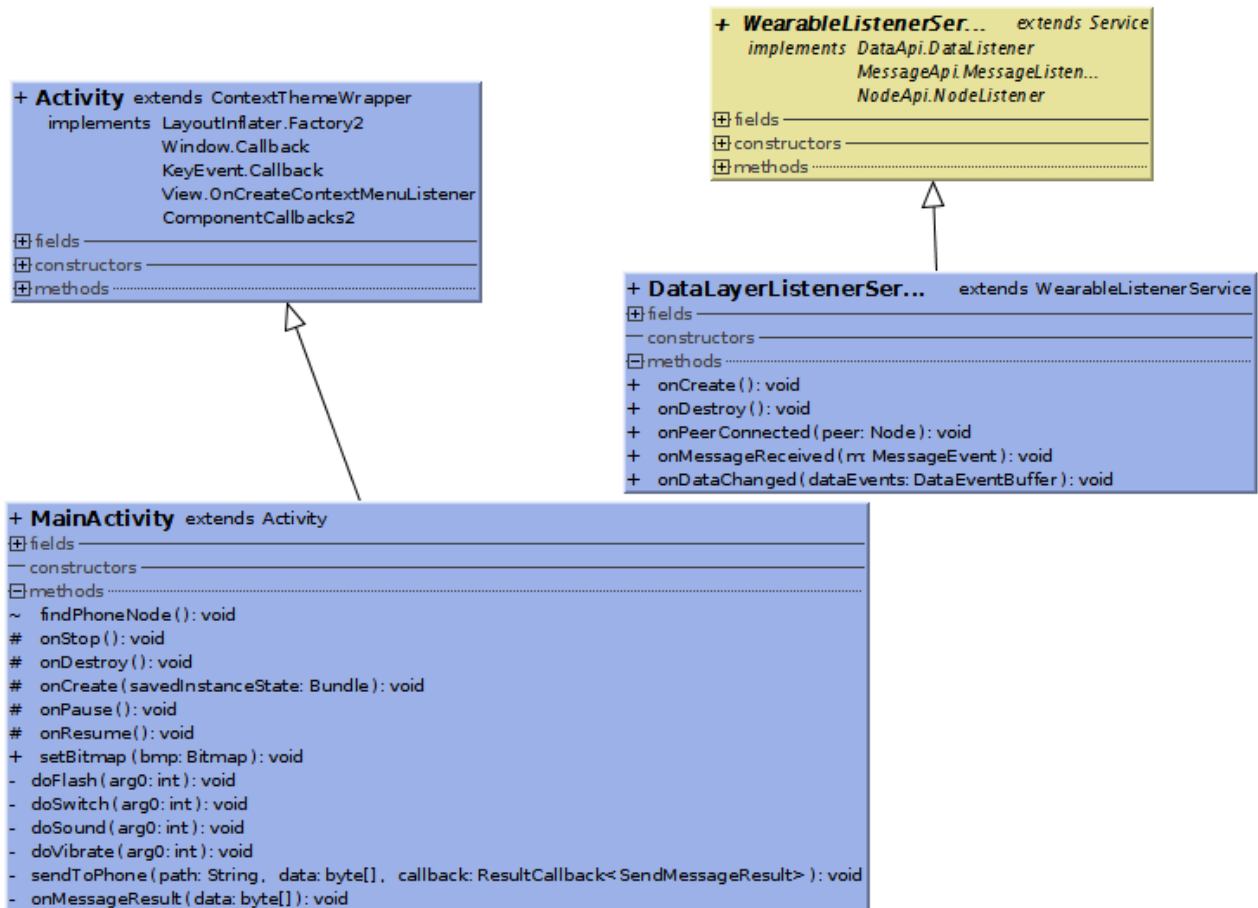 + WearableListenerSer... extends Service
implements DataApi.DataListener
MessageApi.MessageListen...
NodeApi.NodeListener
fields
constructors
methods
+ Activity extends ContextThemeWrapper
implements LayoutInflater.Factory2
Window.Callback
KeyEvent.Callback
View.OnCreateContextMenuListener
ComponentCallbacks2
fields
constructors
methods
+ DataLayerListenerSer... extends WearableListenerService
fields
constructors
methods
+ onCreate(): void
+ onDestroy(): void
+ onPeerConnected(peer: Node): void
+ onMessageReceived(m: MessageEvent): void
+ onDataChanged(dataEvents: DataEventBuffer): void
+ MainActivity extends Activity
fields
constructors
methods
~ findPhoneNode(): void
# onStop(): void
# onDestroy(): void
# onCreate(savedInstanceState: Bundle): void
# onPause(): void
# onResume(): void
+ setBitmap(bmp: Bitmap): void
- doFlash(arg0: int): void
- doSwitch(arg0: int): void
- doSound(arg0: int): void
- doVibrate(arg0: int): void
- sendToPhone(path: String, data: byte[], callback: ResultCallback<SendMessageResult>): void
- onMessageResult(data: byte[]): void